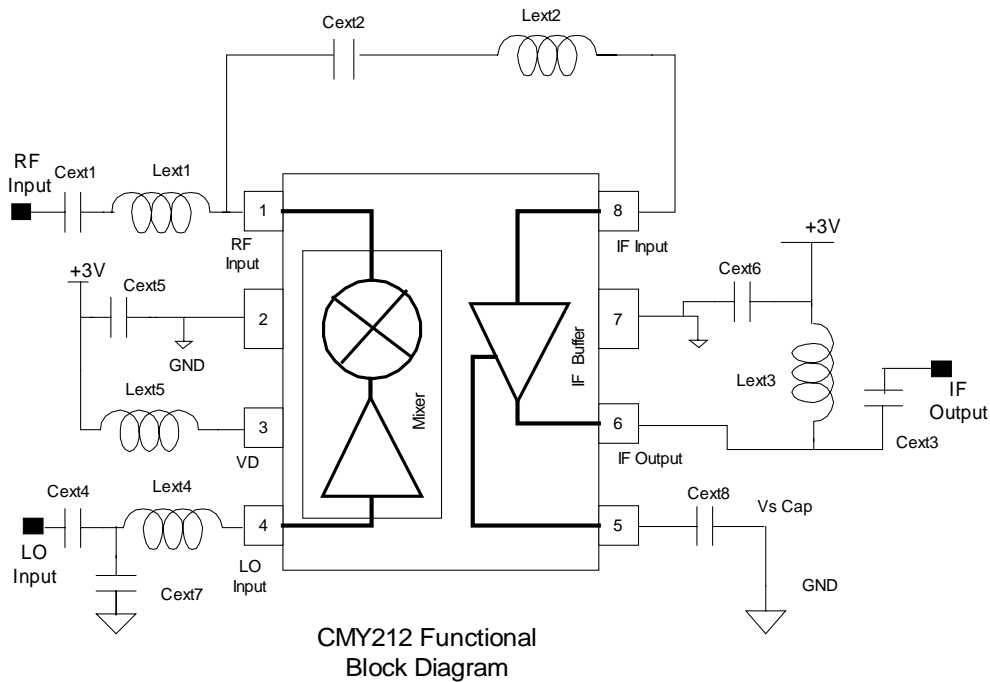 Cext2
Lext2
RF
Input
Cext1
Lext1
1
RF
Input
8
IF Input
+3V
Cext5
GND
2
7
Cext6
+3V
Lext5
3
VD
Mixer
IF Buffer
6
IF Output
Lext3
Cext3
IF
Output
Cext4
Lext4
4
LO
Input
LO
Input
Cext7
5
Cext8
Vs Cap
GND
CMY212 Functional
Block Diagram